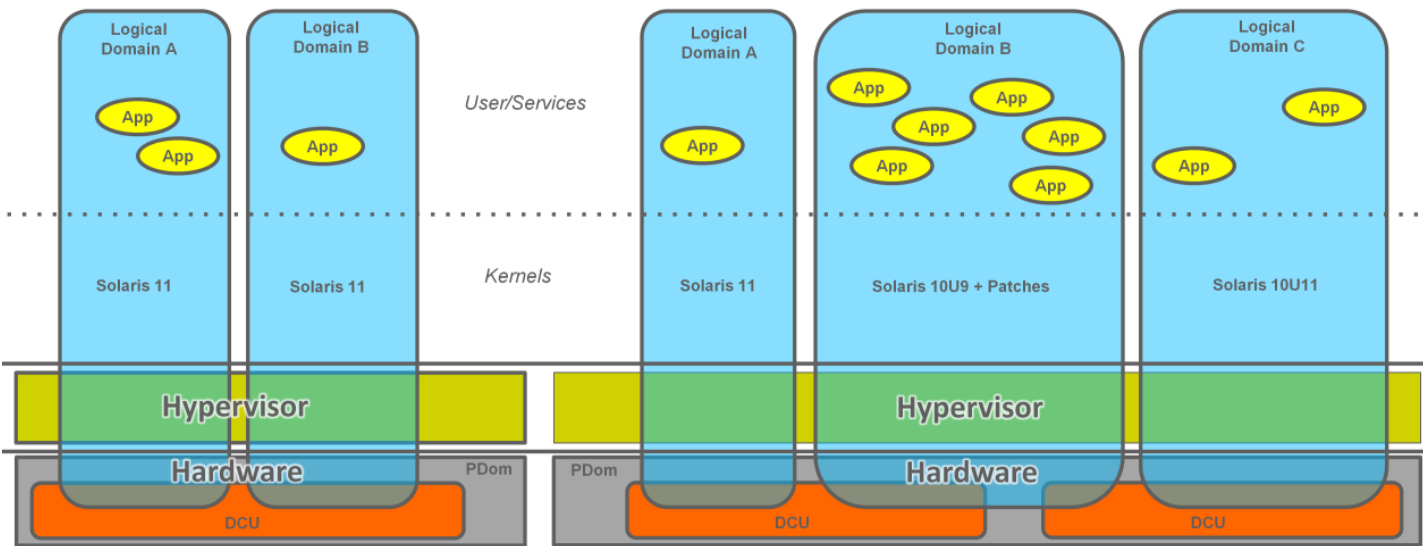 Logical
Domain A
Logical
Domain B
App
App
App
User/Services
Logical
Domain A
Logical
Domain B
Logical
Domain C
App
App
App
App
App
App
App
App
App
Solaris 11
Solaris 11
Kernels
Solaris 11
Solaris 10U9 + Patches
Solaris 10U11
Hypervisor
Hypervisor
Hardware
PDom
PDom
Hardware
DCU
DCU
DCU